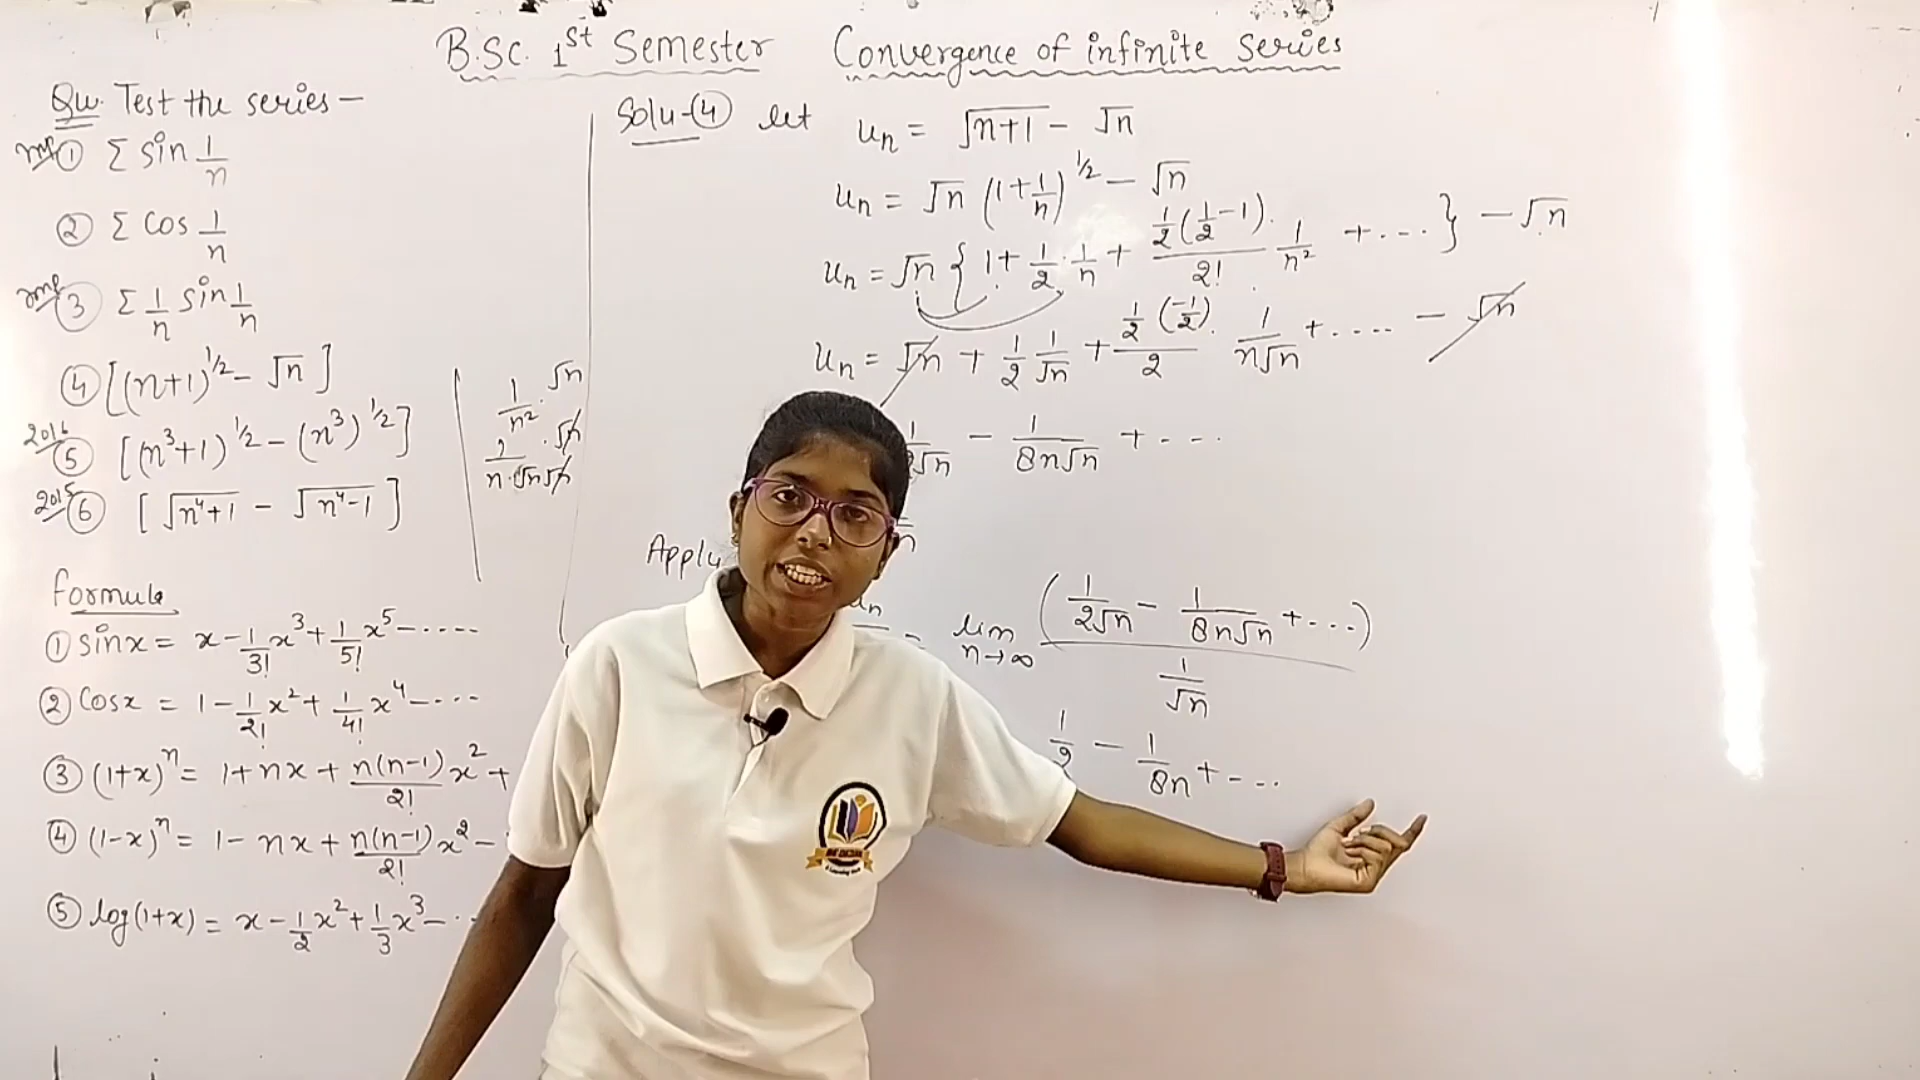 B.Sc. 1st Semester Convergence of infinite Series
Qu. Test the series –
Imp ① Σ sin 1/n
② Σ cos 1/n
Imp ③ Σ 1/n sin 1/n
④ [(n+1)^1/2 – √n]
2016 ⑤ [(n³+1)^1/2 – (n³)^1/2]
2015 ⑥ [√(n⁴+1) – √(n⁴-1)]
1/n² · √n
· √n
n·√n√n
formula
① sinx = x – 1/3! x³ + 1/5! x⁵ – ·····
② Cosx = 1 – 1/2! x² + 1/4! x⁴ – ····
③ (1+x)ⁿ = 1 + nx + n(n-1)/2! x² +
④ (1-x)ⁿ = 1 – nx + n(n-1)/2! x² –
⑤ log(1+x) = x – 1/2 x² + 1/3 x³ – ··
Solu-④ let uₙ = √(n+1) – √n
uₙ = √n (1+1/n)^1/2 – √n
uₙ = √n { 1 + 1/2 · 1/n + 1/2(1/2–1)/2! · 1/n² + ···· } – √n
uₙ = √n + 1/2 1/√n + 1/2(-1/2)/2 · 1/n√n + ····· – √n
– 1/8n√n + - - -
Apply
= lim n→∞ (1/2√n – 1/8n√n + ···) / 1/√n
1/2 – 1/8n + - - -